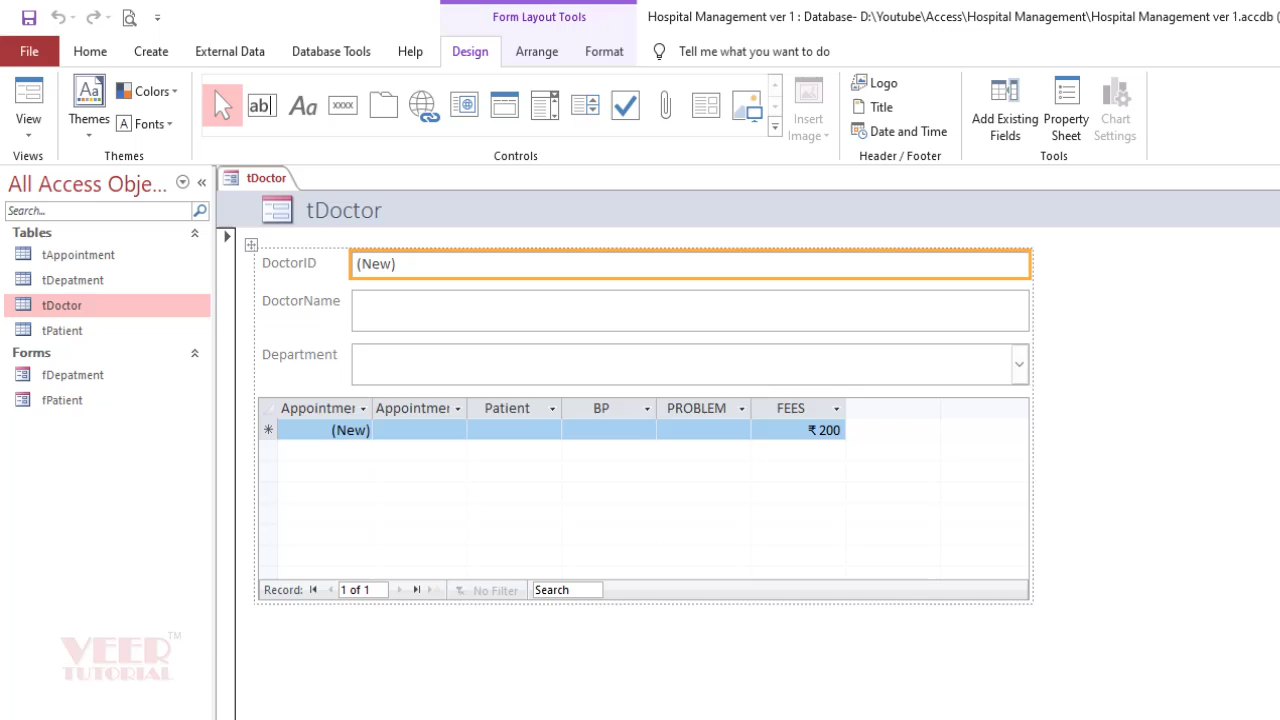 Form Layout Tools
Hospital Management ver 1 : Database- D:\Youtube\Access\Hospital Management\Hospital Management ver 1.accdb (
File Home Create External Data Database Tools Help Design Arrange Format Tell me what you want to do
View
Views
Themes
Colors
Fonts
Themes
ab|
Aa
xxxx
Controls
Insert
Image
Logo
Title
Date and Time
Header / Footer
Add Existing
Fields
Property
Sheet
Chart
Settings
Tools
All Access Obje...
Search...
Tables
tAppointment
tDepatment
tDoctor
tPatient
Forms
fDepatment
fPatient
tDoctor
tDoctor
DoctorID (New)
DoctorName
Department
Appointmer Appointmer Patient BP PROBLEM FEES
(New) ₹ 200
Record: 1 of 1 No Filter Search
VEER TM
TUTORIAL